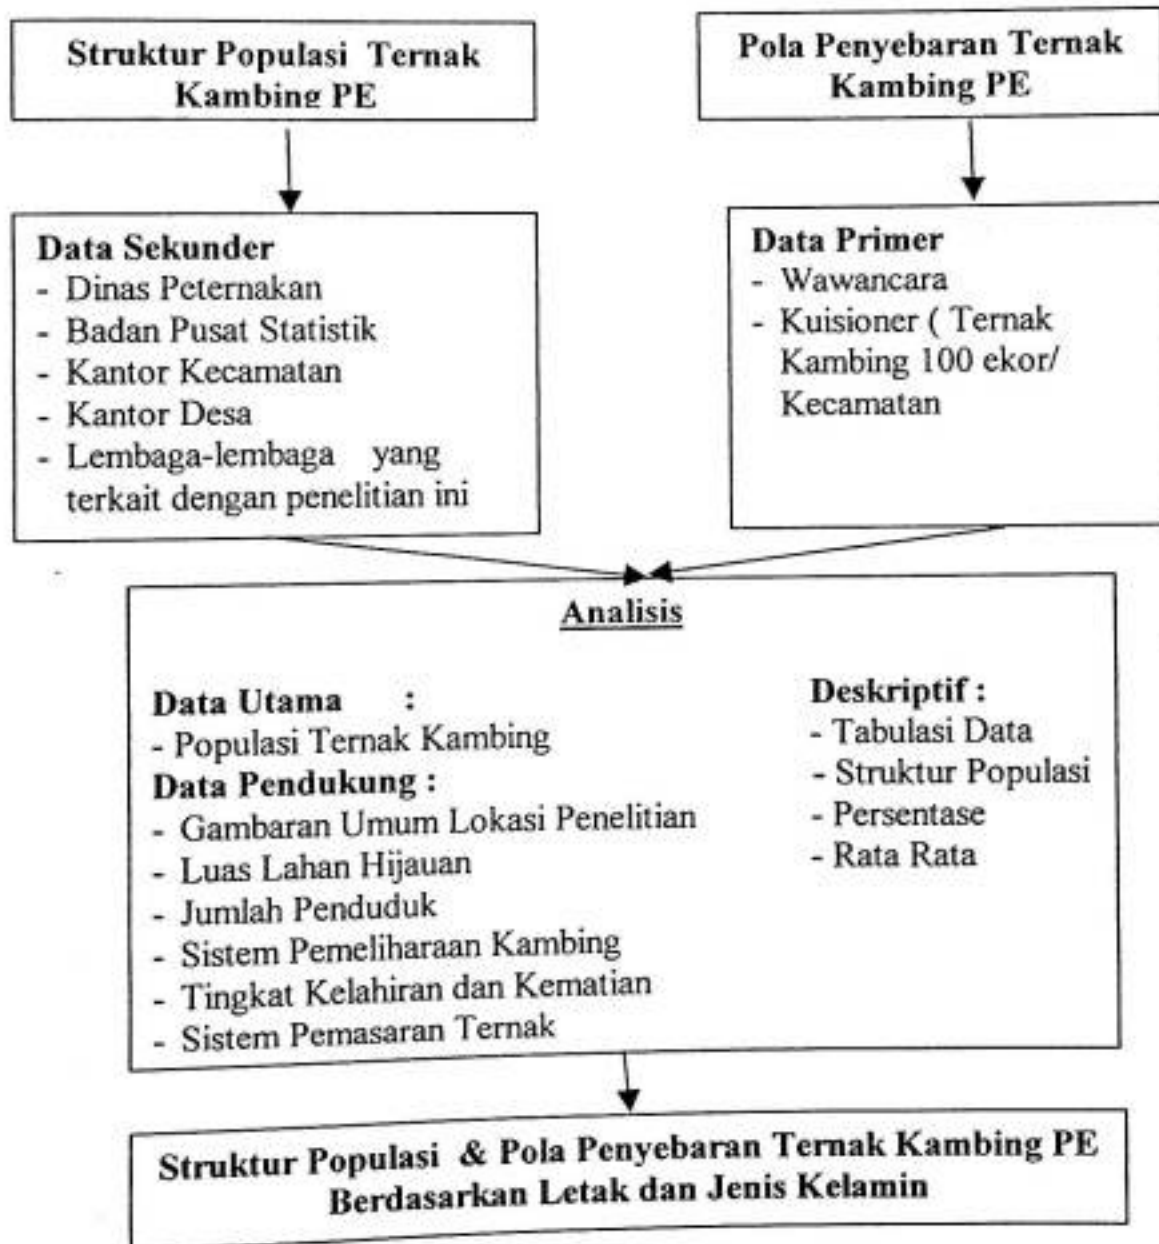 Struktur Populasi Ternak
Kambing PE
Pola Penyebaran Ternak
Kambing PE
Data Sekunder
- Dinas Peternakan
- Badan Pusat Statistik
- Kantor Kecamatan
- Kantor Desa
- Lembaga-lembaga yang
terkait dengan penelitian ini
Data Primer
- Wawancara
- Kuisioner ( Ternak
Kambing 100 ekor/
Kecamatan
Analisis
Data Utama :
- Populasi Ternak Kambing
Data Pendukung :
- Gambaran Umum Lokasi Penelitian
- Luas Lahan Hijauan
- Jumlah Penduduk
- Sistem Pemeliharaan Kambing
- Tingkat Kelahiran dan Kematian
- Sistem Pemasaran Ternak
Deskriptif :
- Tabulasi Data
- Struktur Populasi
- Persentase
- Rata Rata
Struktur Populasi & Pola Penyebaran Ternak Kambing PE
Berdasarkan Letak dan Jenis Kelamin